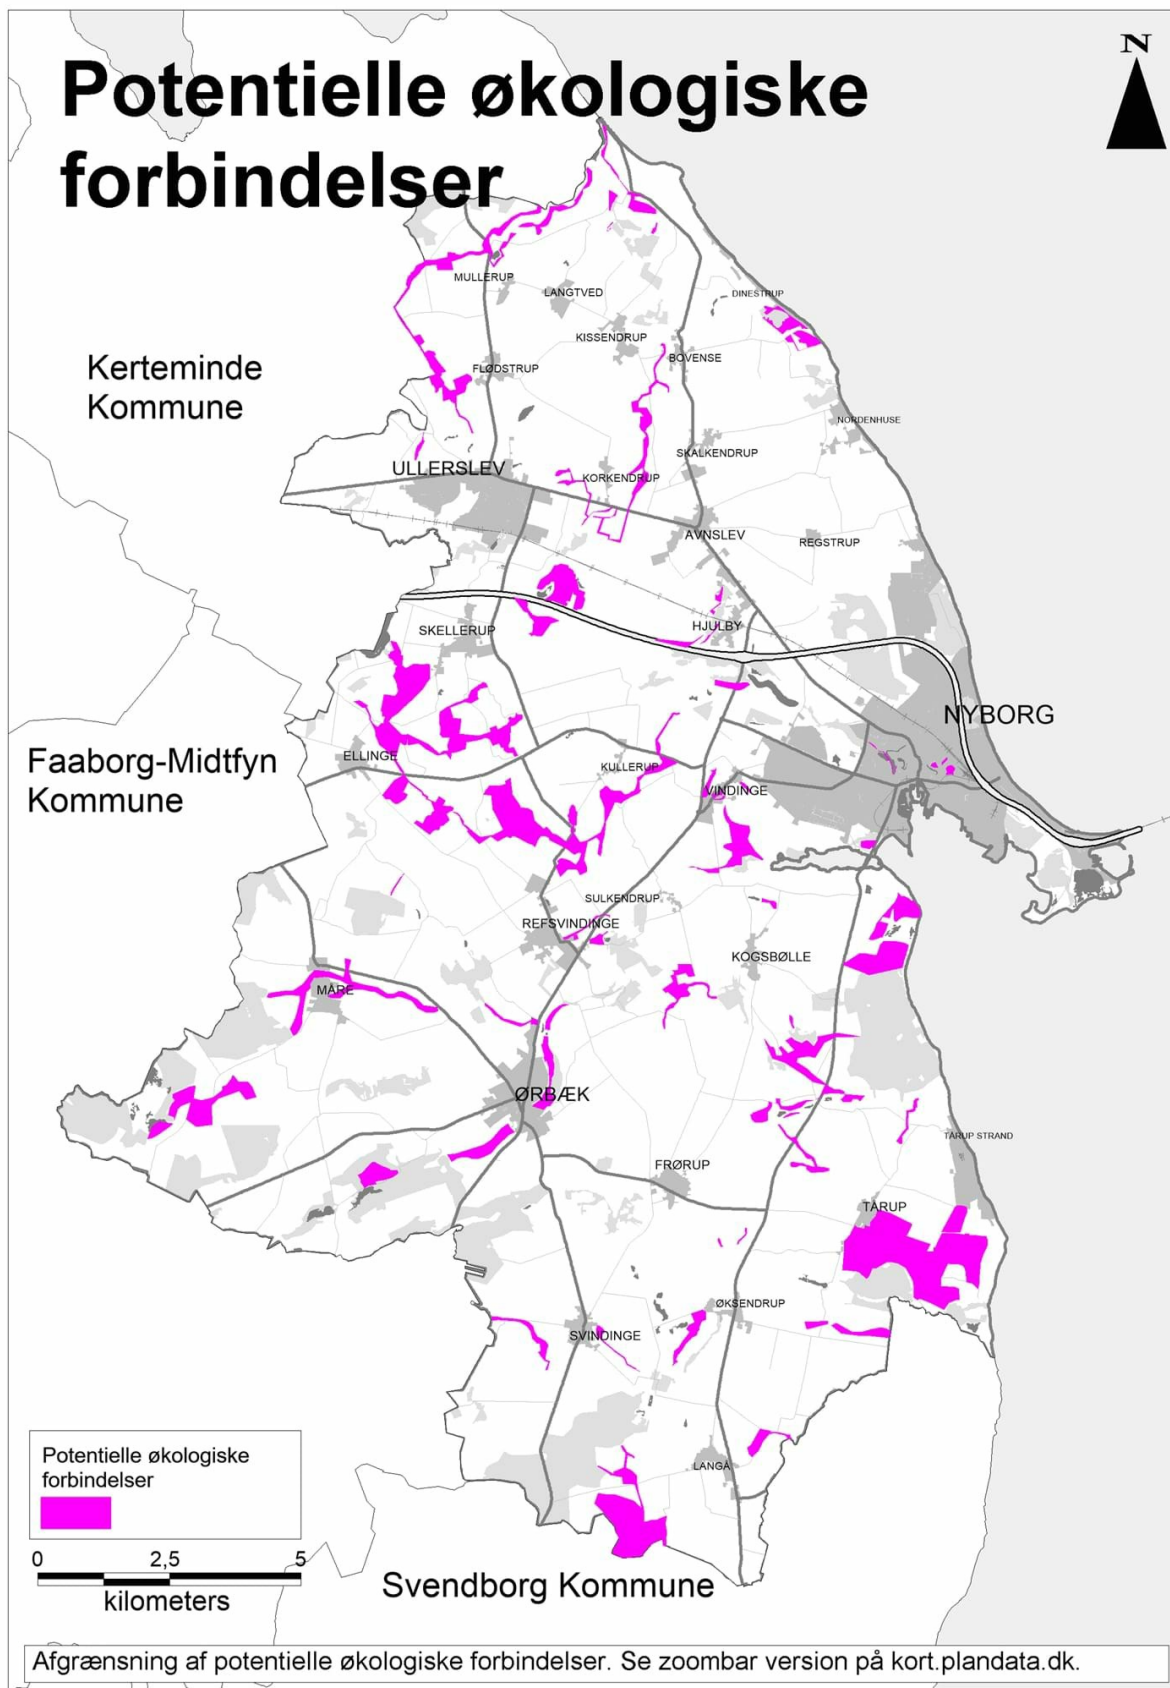 Potentielle økologiske
forbindelser
N
MULLERUP
LANGTVED
DINESTRUP
KISSENDRUP
BOVENSE
Kerteminde
Kommune
FLØDSTRUP
NORDENHUSE
SKALKENDRUP
ULLERSLEV
KORKENDRUP
AVNSLEV
REGSTRUP
SKELLERUP
HJULBY
NYBORG
Faaborg-Midtfyn
Kommune
ELLINGE
KULLERUP
VINDINGE
SULKENDRUP
REFSVINDINGE
KOGSBØLLE
MÅRE
ØRBÆK
TÅRUP STRAND
FRØRUP
TÅRUP
ØKSENDRUP
SVINDINGE
LANGÅ
Potentielle økologiske
forbindelser
0 2,5 5
kilometers
Svendborg Kommune
Afgrænsning af potentielle økologiske forbindelser. Se zoombar version på kort.plandata.dk.